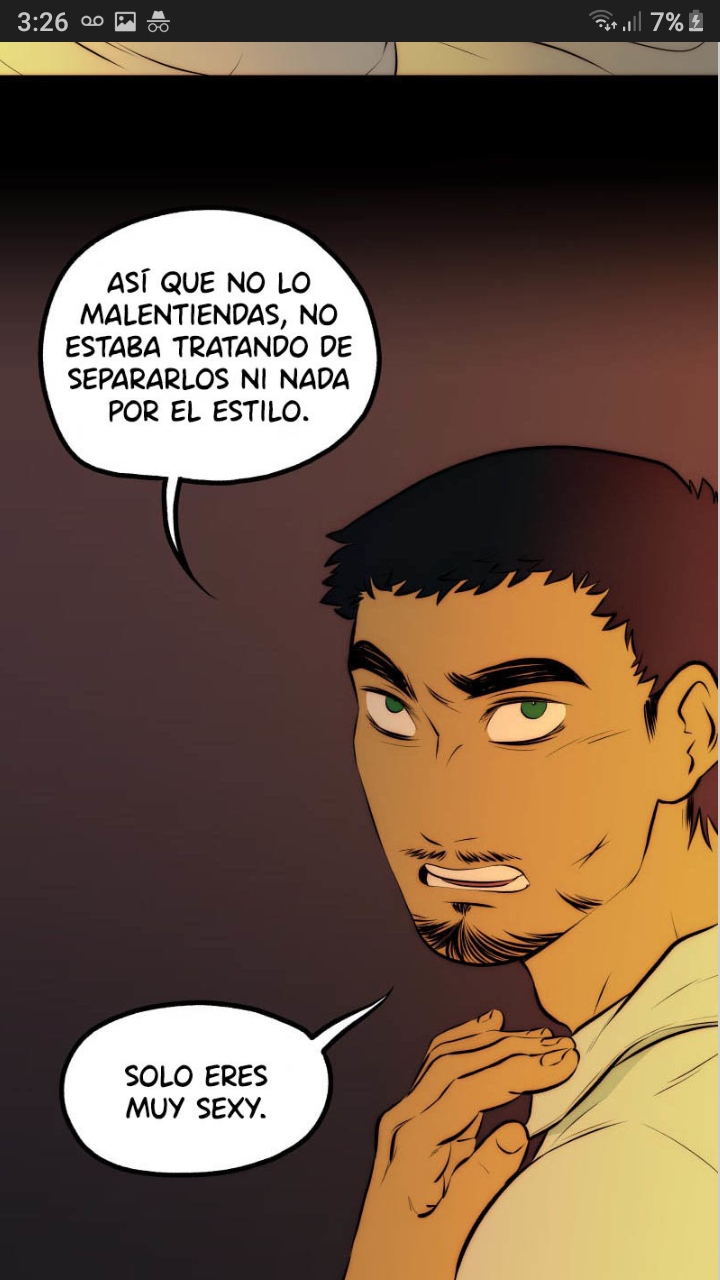 3:26
7%
ASÍ QUE NO LO
MALENTIENDAS, NO
ESTABA TRATANDO DE
SEPARARLOS NI NADA
POR EL ESTILO.
SOLO ERES
MUY SEXY.